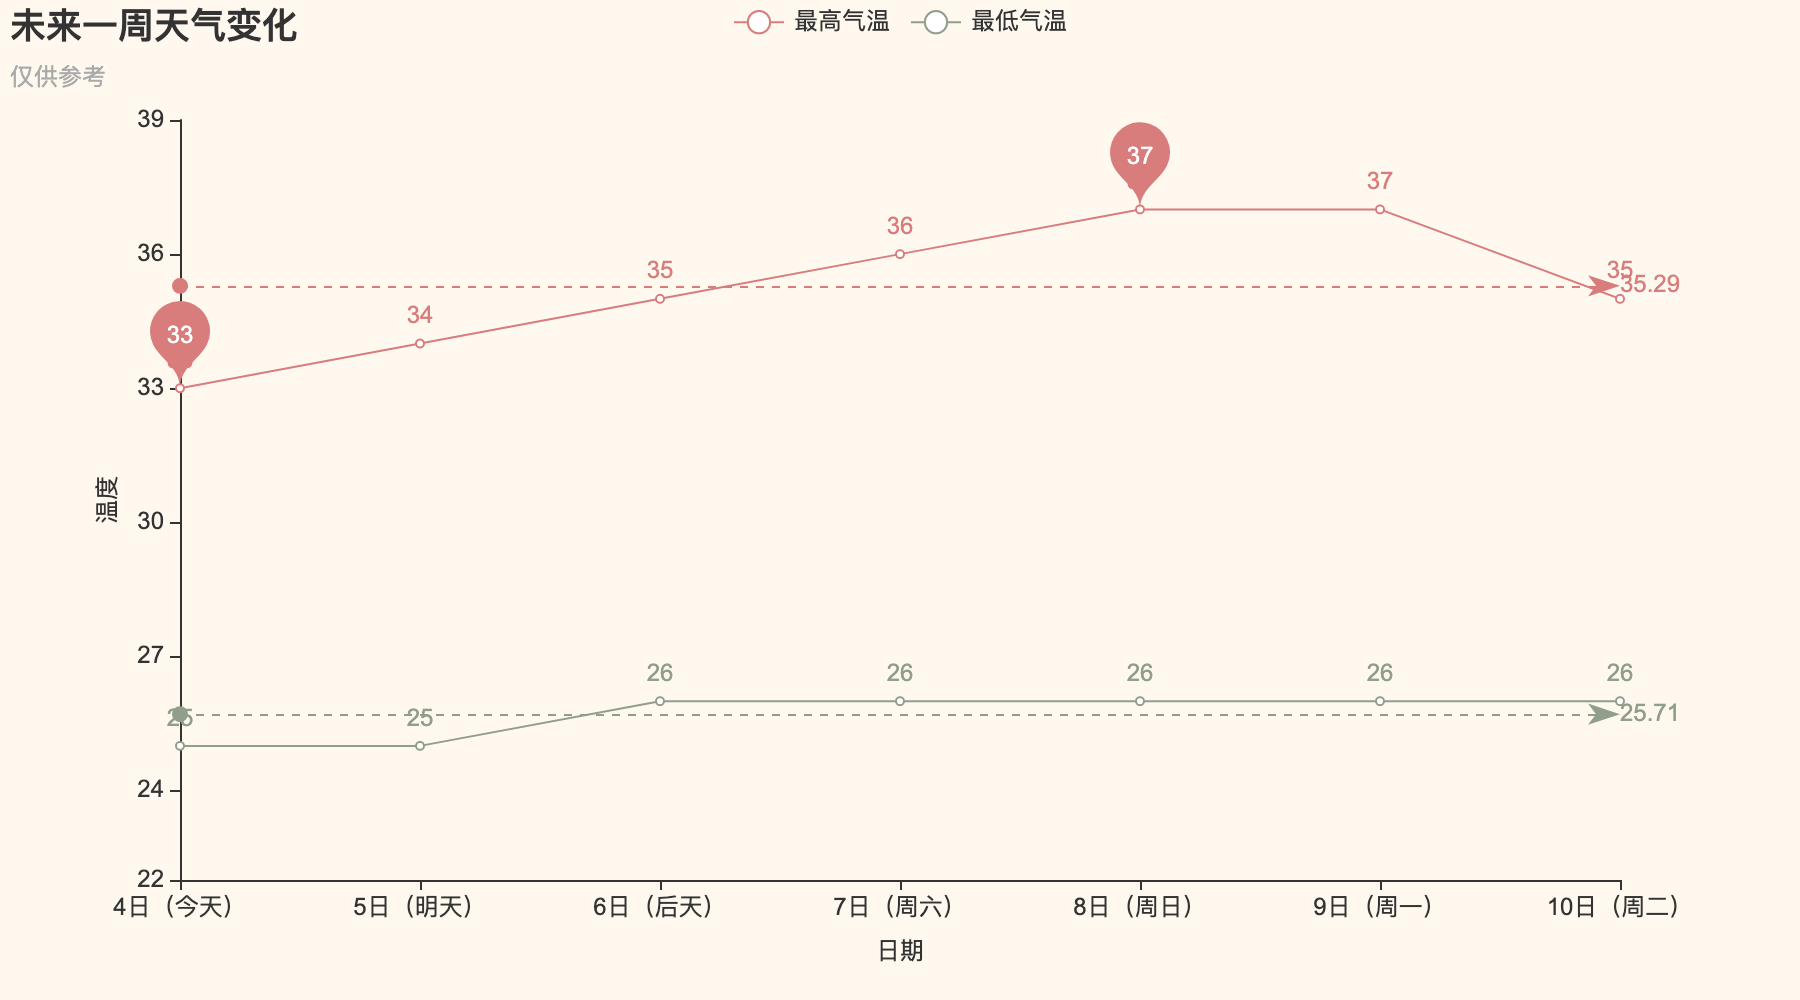 未来一周天气变化
最高气温
最低气温
仅供参考
39
37
37
36
36
35
35
35.29
34
33
33
温度
30
27
26
26
26
26
26
25
25
25.71
24
22
4日（今天）
5日（明天）
6日（后天）
7日（周六）
8日（周日）
9日（周一）
10日（周二）
日期